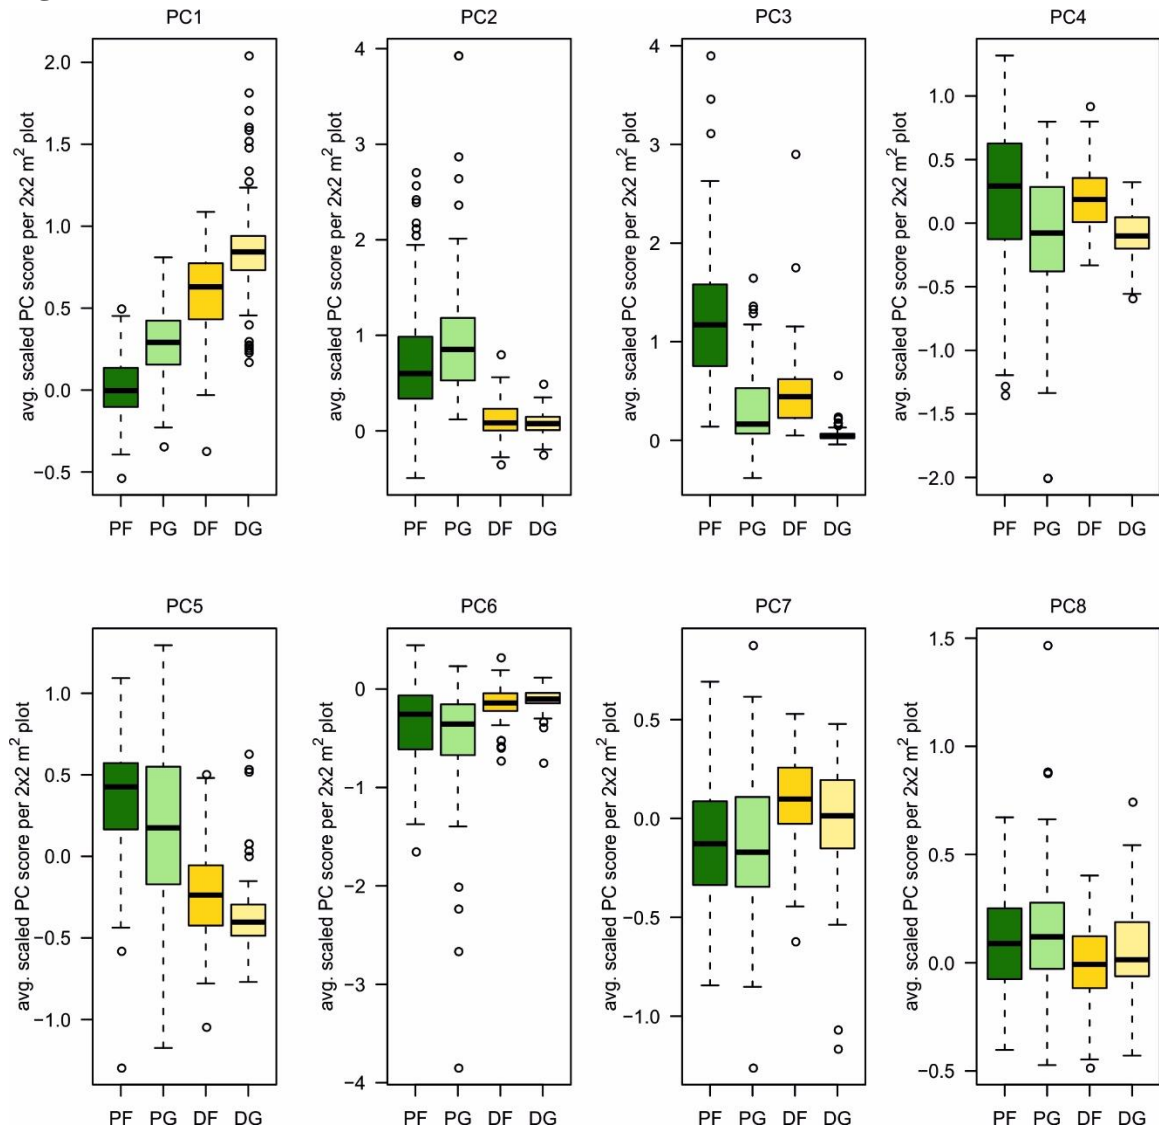 PC1
avg. scaled PC score per 2x2 m² plot
2.0
1.5
1.0
0.5
0.0
−0.5
PF PG DF DG
PC2
avg. scaled PC score per 2x2 m² plot
4
3
2
1
0
PF PG DF DG
PC3
avg. scaled PC score per 2x2 m² plot
4
3
2
1
0
PF PG DF DG
PC4
avg. scaled PC score per 2x2 m² plot
1.0
0.5
0.0
−0.5
−1.0
−1.5
−2.0
PF PG DF DG
PC5
avg. scaled PC score per 2x2 m² plot
1.0
0.5
0.0
−0.5
−1.0
PF PG DF DG
PC6
avg. scaled PC score per 2x2 m² plot
0
−1
−2
−3
−4
PF PG DF DG
PC7
avg. scaled PC score per 2x2 m² plot
0.5
0.0
−0.5
−1.0
PF PG DF DG
PC8
avg. scaled PC score per 2x2 m² plot
1.5
1.0
0.5
0.0
−0.5
PF PG DF DG